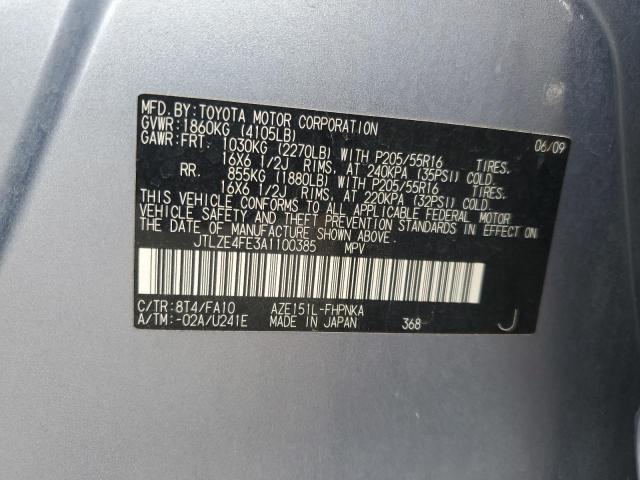 MFD.BY:TOYOTA MOTOR CORPORATION 06/09
GVWR:1860KG (4105LB)
GAWR:FRT. 1030KG (2270LB) WITH P205/55R16 TIRES.
16X6 1/2J RIMS, AT 240KPA (35PSI) COLD
RR. 855KG (1880LB) WITH P205/55R16 TIRES.
16X6 1/2J RIMS, AT 220KPA (32PSI) COLD.
THIS VEHICLE CONFORMS TO ALL APPLICABLE FEDERAL MOTOR
VEHICLE SAFETY AND THEFT PREVENTION STANDARDS IN EFFECT ON
THE DATE OF MANUFACTURE SHOWN ABOVE.
JTLZE4FE3A1100385 MPV
C/TR:8T4/FA10 AZE151L-FHPNKA
A/TM:-02A/U241E MADE IN JAPAN 368 J